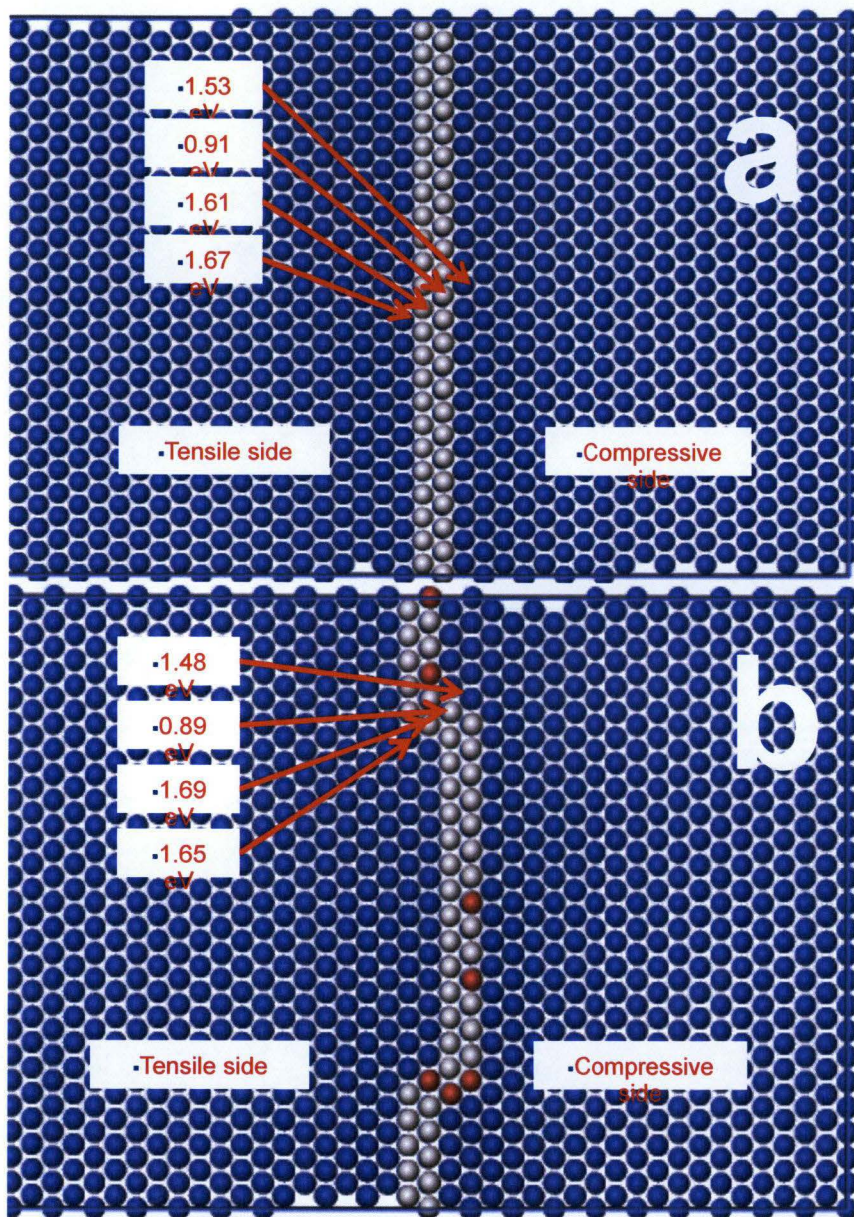 ▪1.53
eV
a
▪0.91
eV
▪1.61
eV
▪1.67
eV
▪Tensile side
▪Compressive
side
▪1.48
eV
b
▪0.89
eV
▪1.69
eV
▪1.65
eV
▪Tensile side
▪Compressive
side